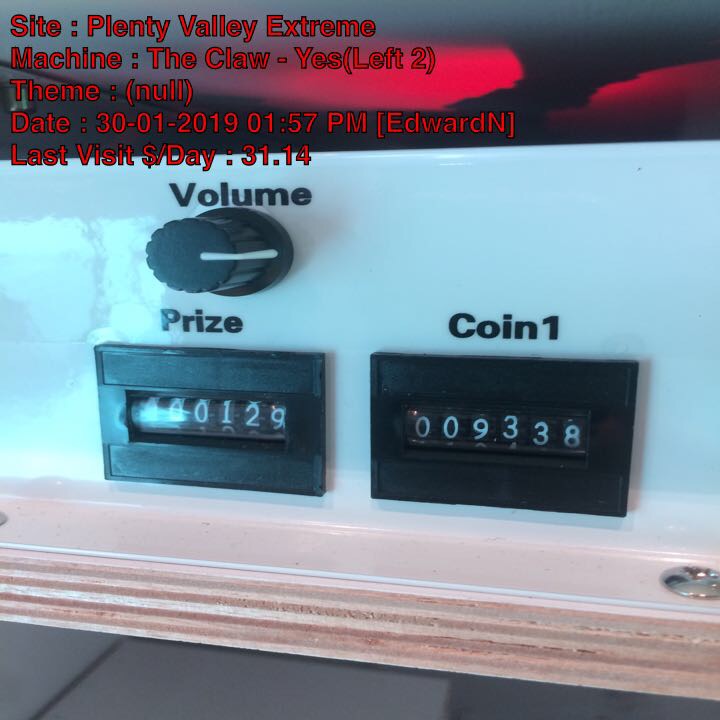 Site : Plenty Valley Extreme
Machine : The Claw - Yes(Left 2)
Theme : (null)
Date : 30-01-2019 01:57 PM [EdwardN]
Last Visit $/Day : 31.14
Volume
Prize Coin1
009338